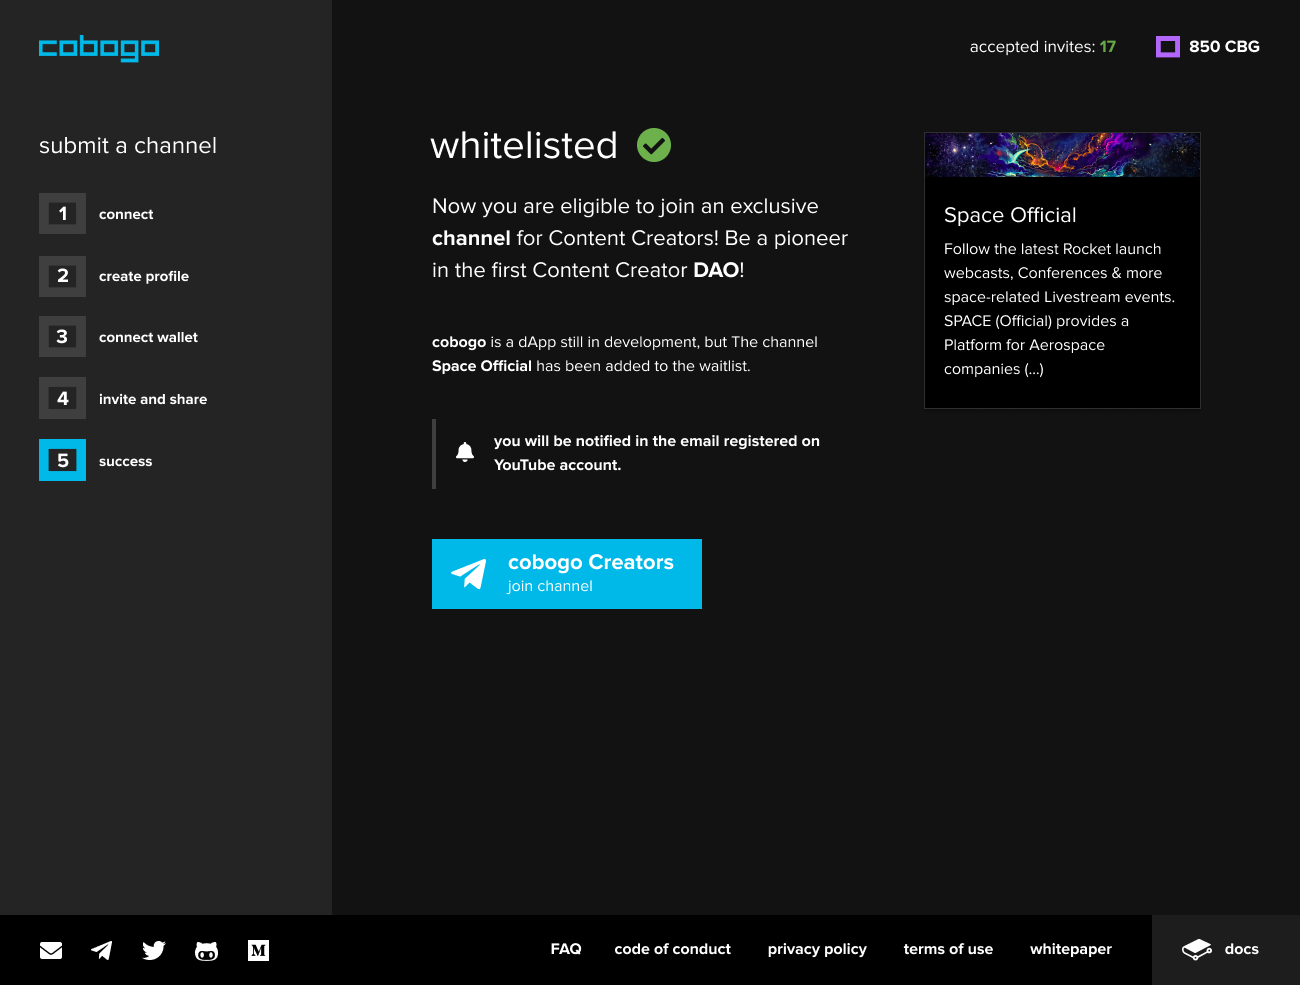 cobogo
accepted invites: 17
850 CBG
submit a channel
1 connect
2 create profile
3 connect wallet
4 invite and share
5 success
whitelisted
Now you are eligible to join an exclusive
channel for Content Creators! Be a pioneer
in the first Content Creator DAO!
cobogo is a dApp still in development, but The channel
Space Official has been added to the waitlist.
you will be notified in the email registered on
YouTube account.
cobogo Creators
join channel
Space Official
Follow the latest Rocket launch
webcasts, Conferences & more
space-related Livestream events.
SPACE (Official) provides a
Platform for Aerospace
companies (...)
M
FAQ
code of conduct
privacy policy
terms of use
whitepaper
docs